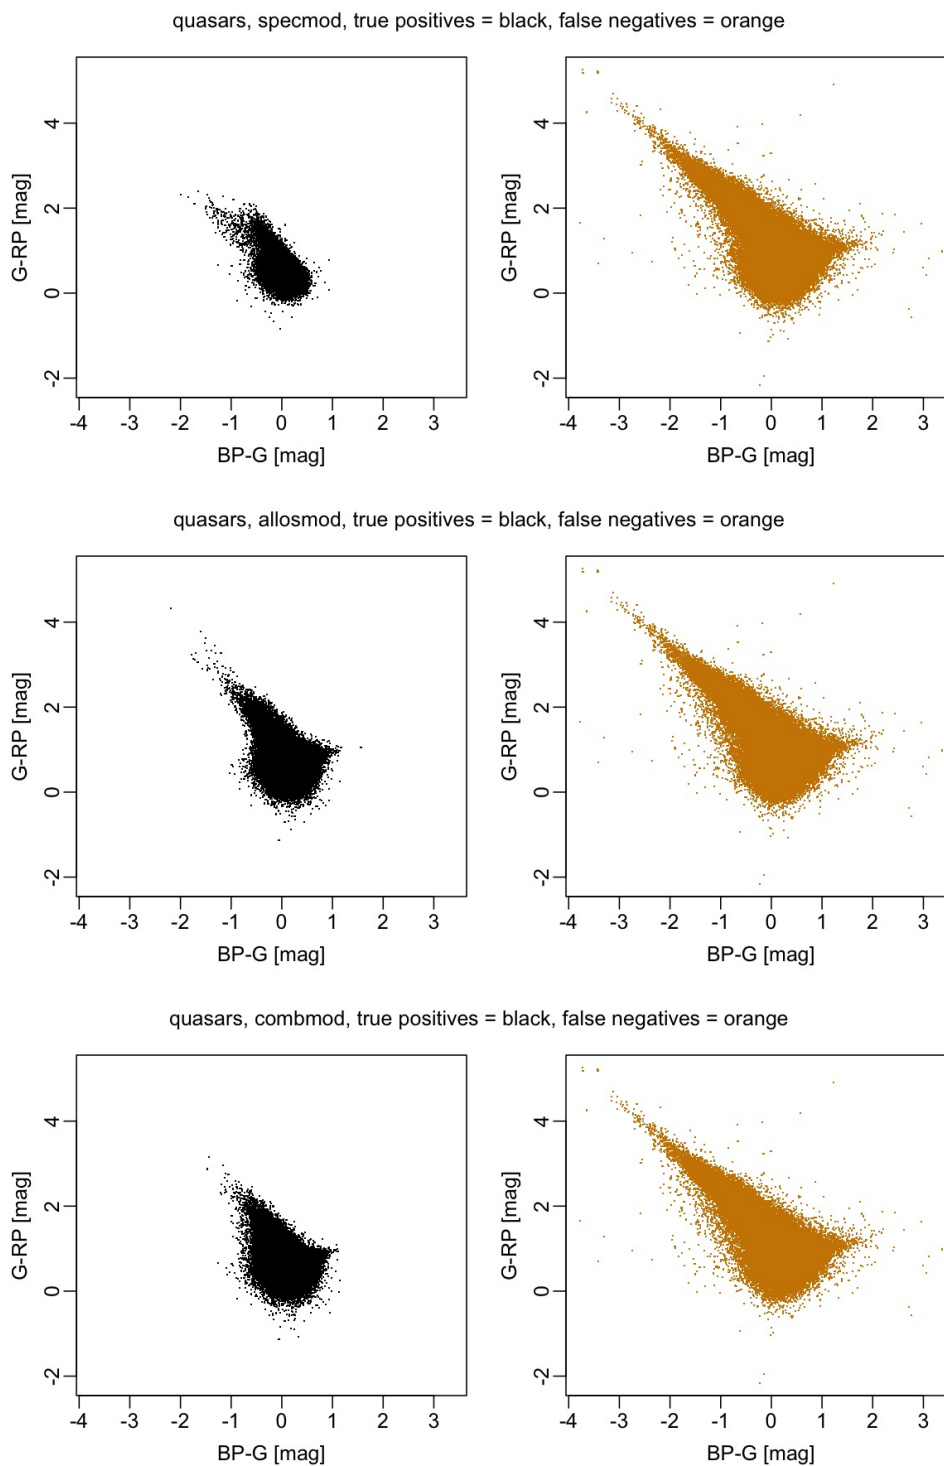 quasars, specmod, true positives = black, false negatives = orange
G-RP [mag]
4
2
0
-2
-4 -3 -2 -1 0 1 2 3
BP-G [mag]
G-RP [mag]
4
2
0
-2
-4 -3 -2 -1 0 1 2 3
BP-G [mag]
quasars, allosmod, true positives = black, false negatives = orange
G-RP [mag]
4
2
0
-2
-4 -3 -2 -1 0 1 2 3
BP-G [mag]
G-RP [mag]
4
2
0
-2
-4 -3 -2 -1 0 1 2 3
BP-G [mag]
quasars, combmod, true positives = black, false negatives = orange
G-RP [mag]
4
2
0
-2
-4 -3 -2 -1 0 1 2 3
BP-G [mag]
G-RP [mag]
4
2
0
-2
-4 -3 -2 -1 0 1 2 3
BP-G [mag]